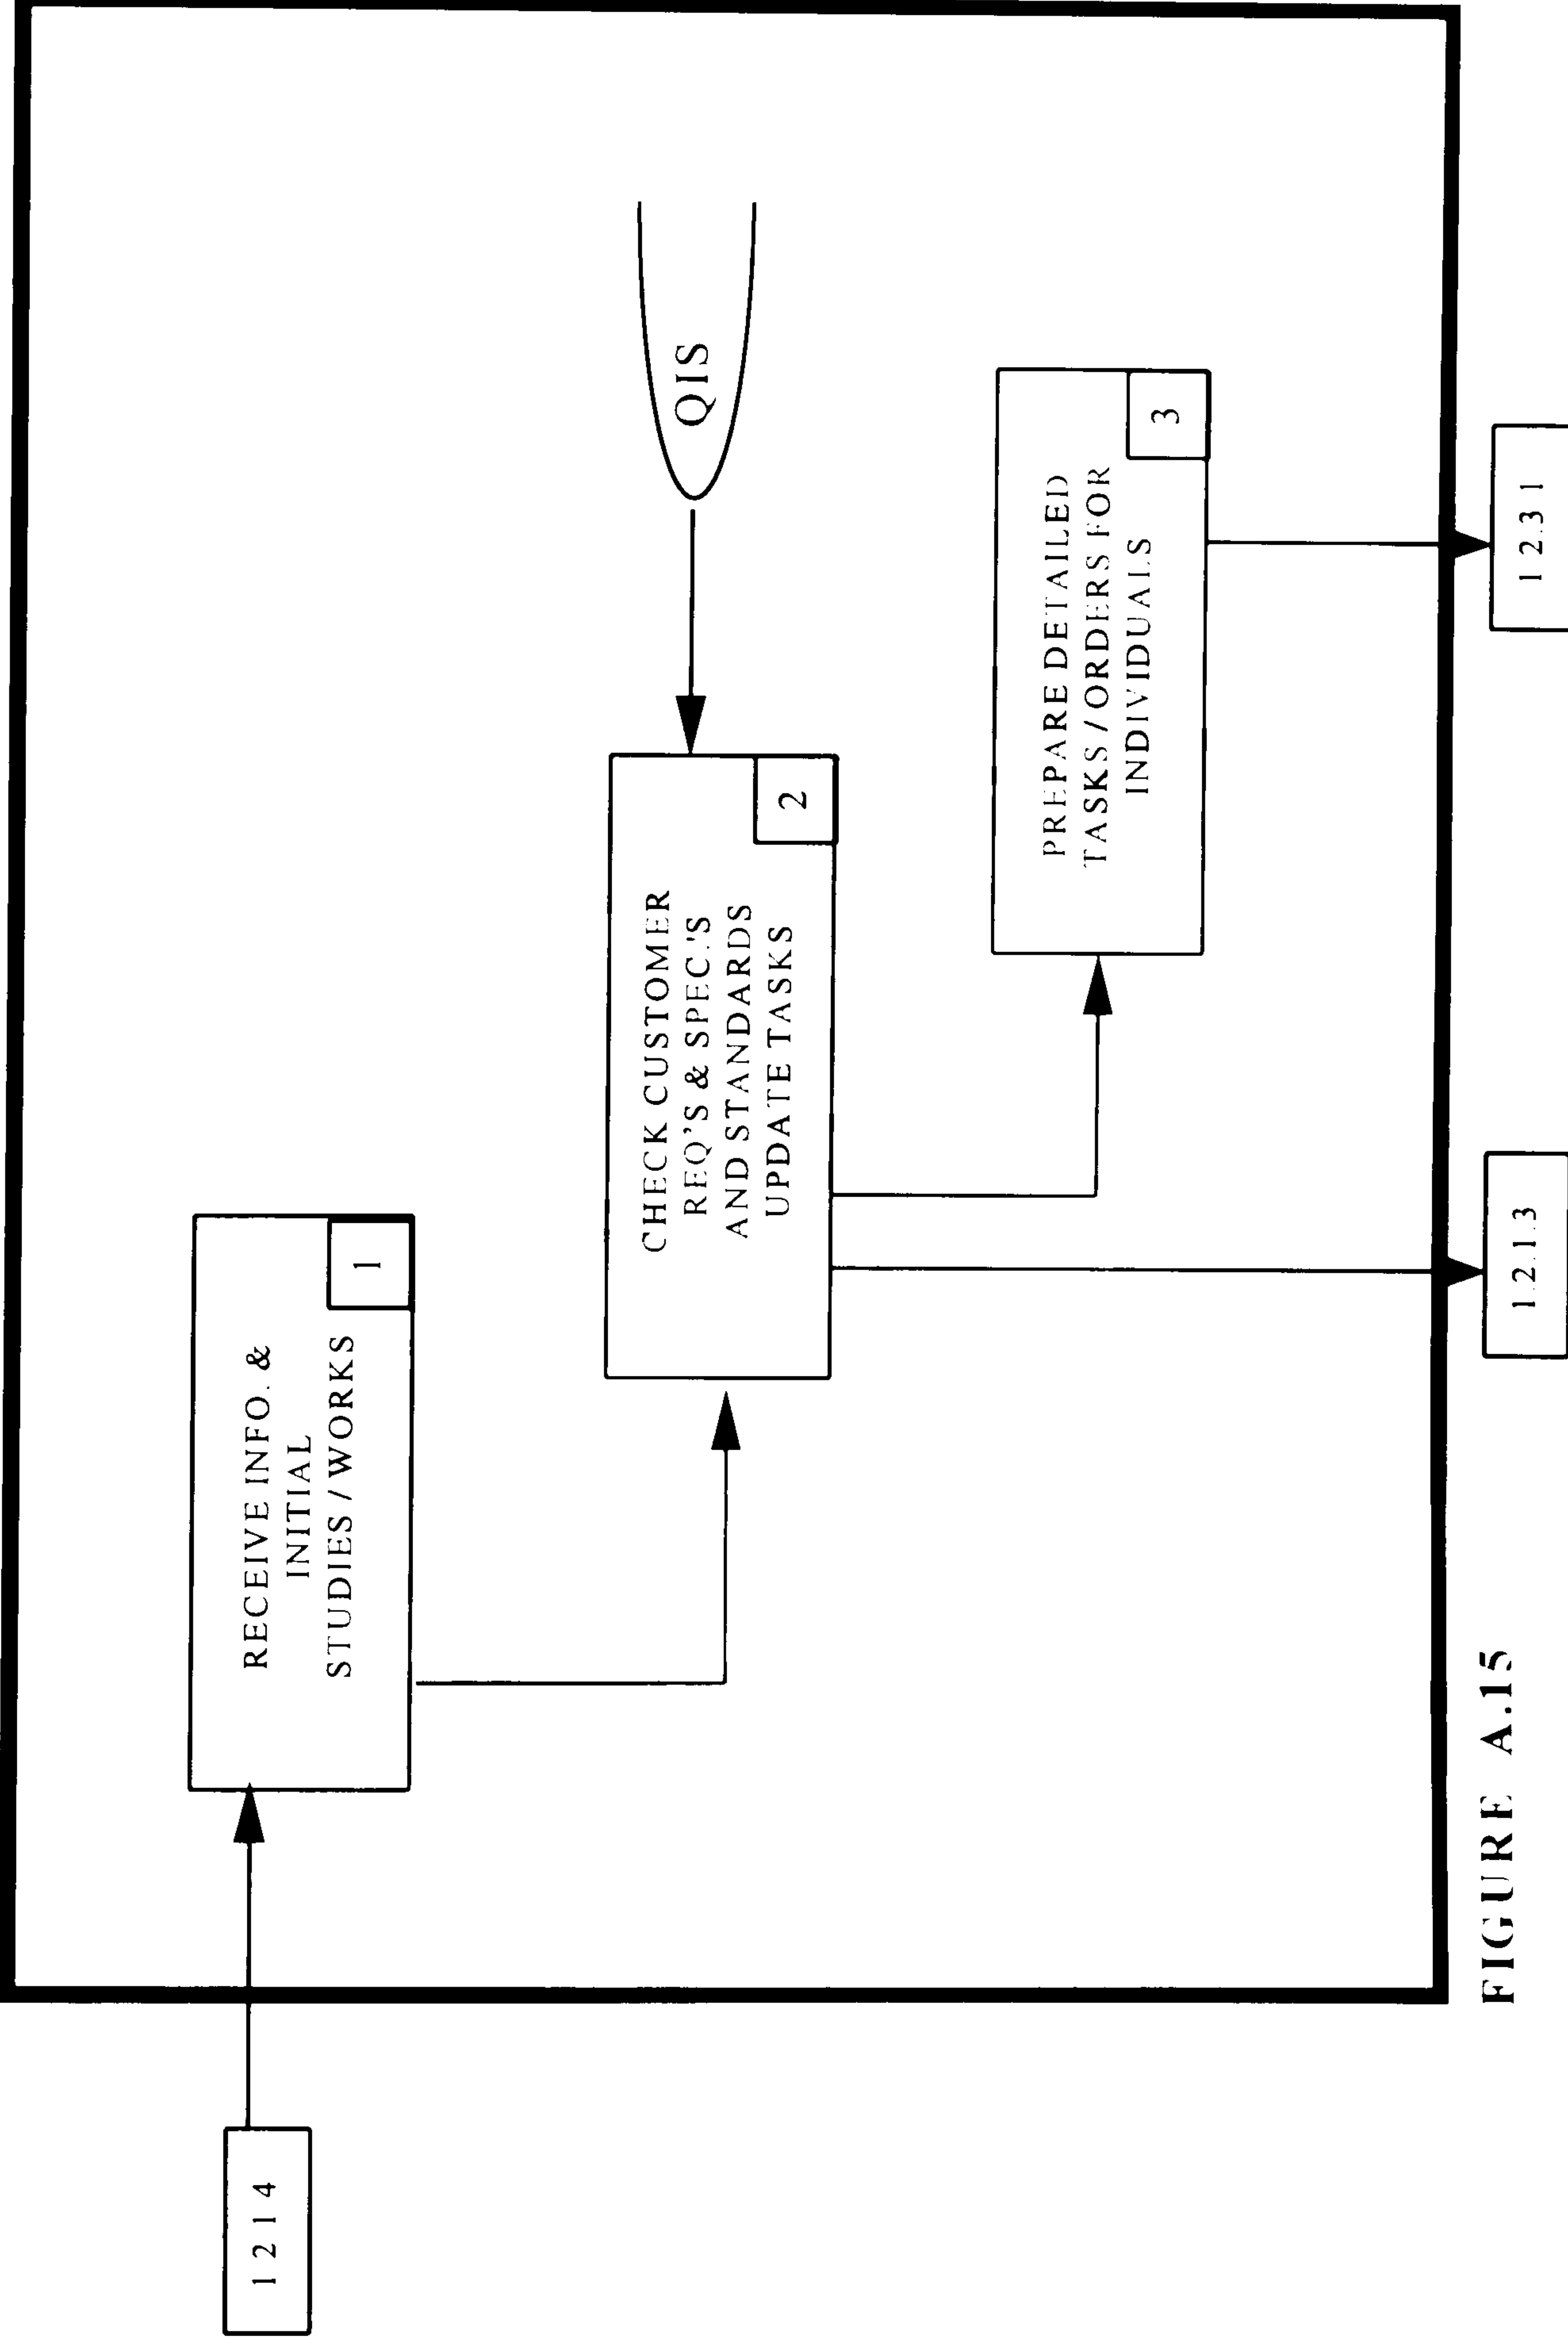 1 2 1 4
RECEIVE INFO. &
INITIAL
STUDIES / WORKS
1
CHECK CUSTOMER
REQ'S & SPEC.'S
AND STANDARDS
UPDATE TASKS
2
QIS
PREPARE DETAILED
TASKS / ORDERS FOR
INDIVIDUALS
3
1.2.1.3
1 2.3 1
FIGURE A.15